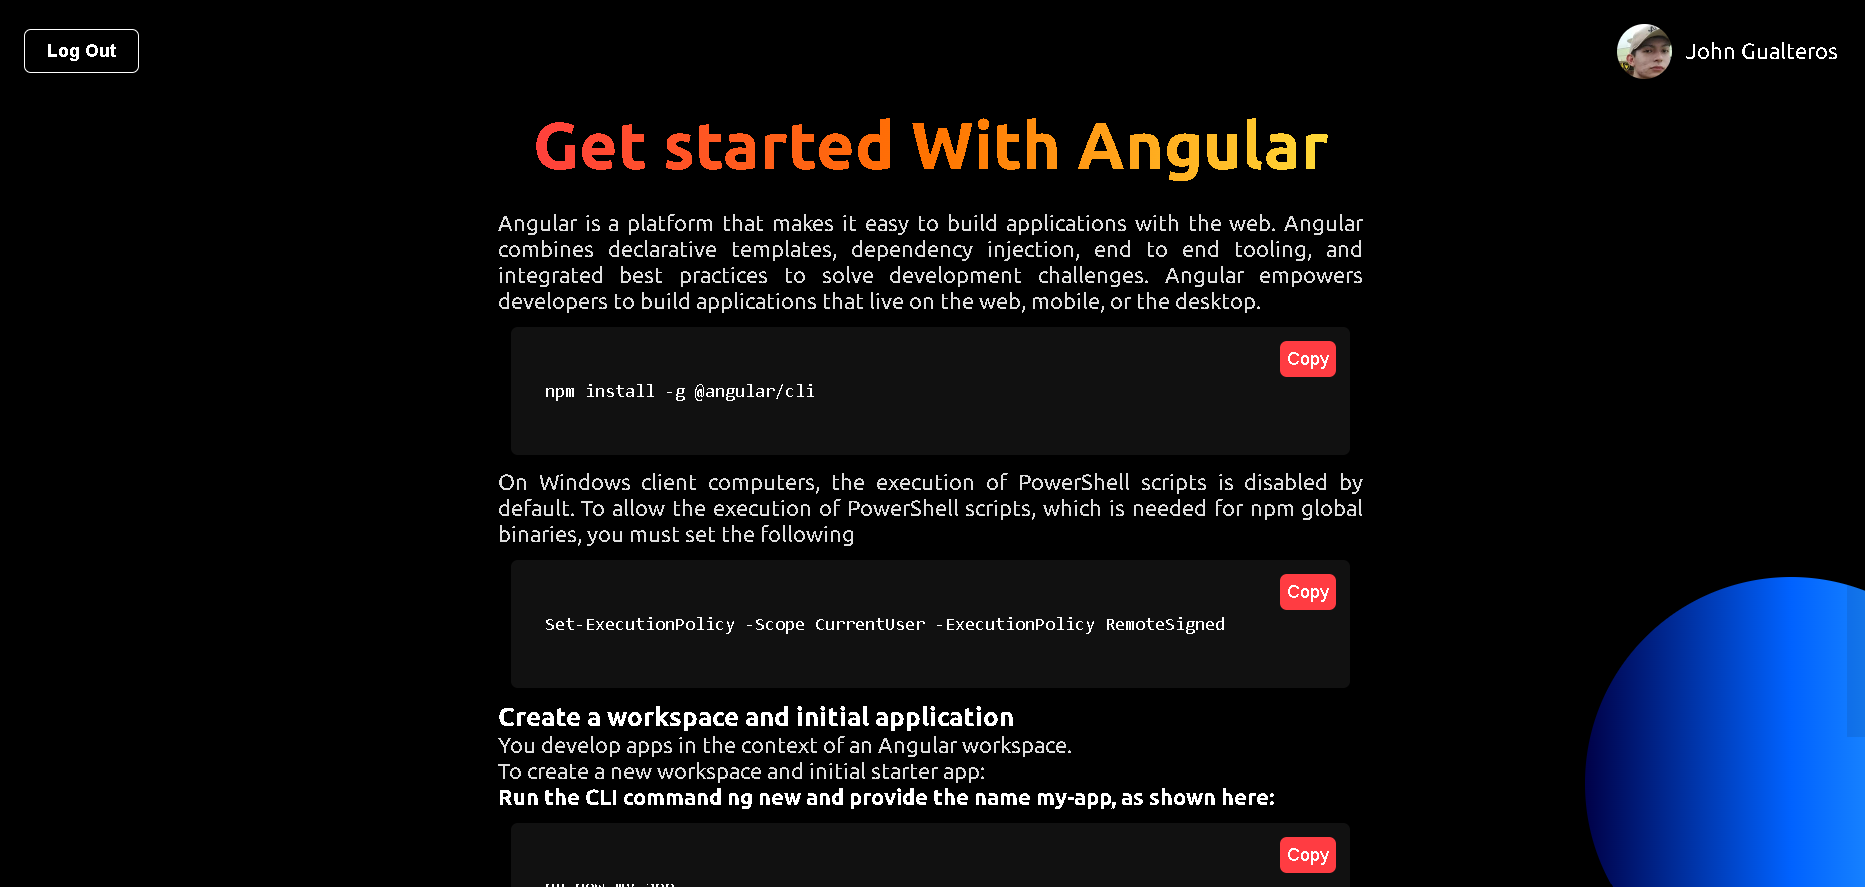 Log Out
John Gualteros
Get started With Angular
Angular is a platform that makes it easy to build applications with the web. Angular
combines declarative templates, dependency injection, end to end tooling, and
integrated best practices to solve development challenges. Angular empowers
developers to build applications that live on the web, mobile, or the desktop.
Copy
npm install -g @angular/cli
On Windows client computers, the execution of PowerShell scripts is disabled by
default. To allow the execution of PowerShell scripts, which is needed for npm global
binaries, you must set the following
Copy
Set-ExecutionPolicy -Scope CurrentUser -ExecutionPolicy RemoteSigned
Create a workspace and initial application
You develop apps in the context of an Angular workspace.
To create a new workspace and initial starter app:
Run the CLI command ng new and provide the name my-app, as shown here:
Copy
ng new my-app